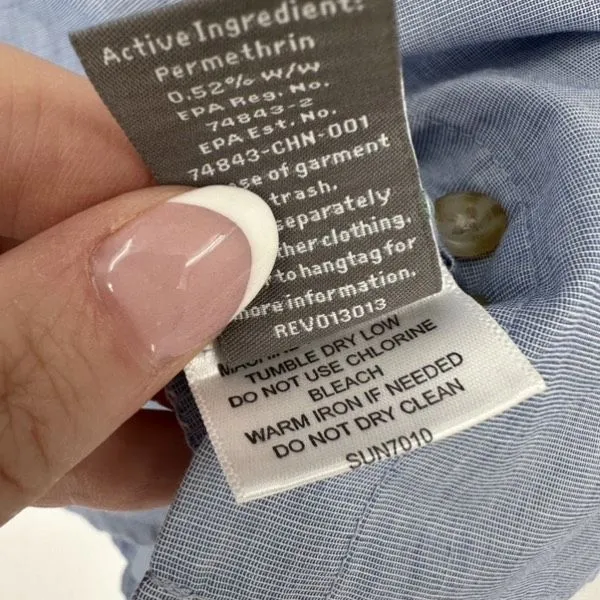 Active Ingredient:
Permethrin
0.52% W/W
EPA Reg. No.
74843-2
EPA Est. No.
74843-CHN-001
of garment
trash.
separately
clothing.
to hangtag for
more information.
REV013013
TUMBLE DRY LOW
DO NOT USE CHLORINE
BLEACH
WARM IRON IF NEEDED
DO NOT DRY CLEAN
SUN7010